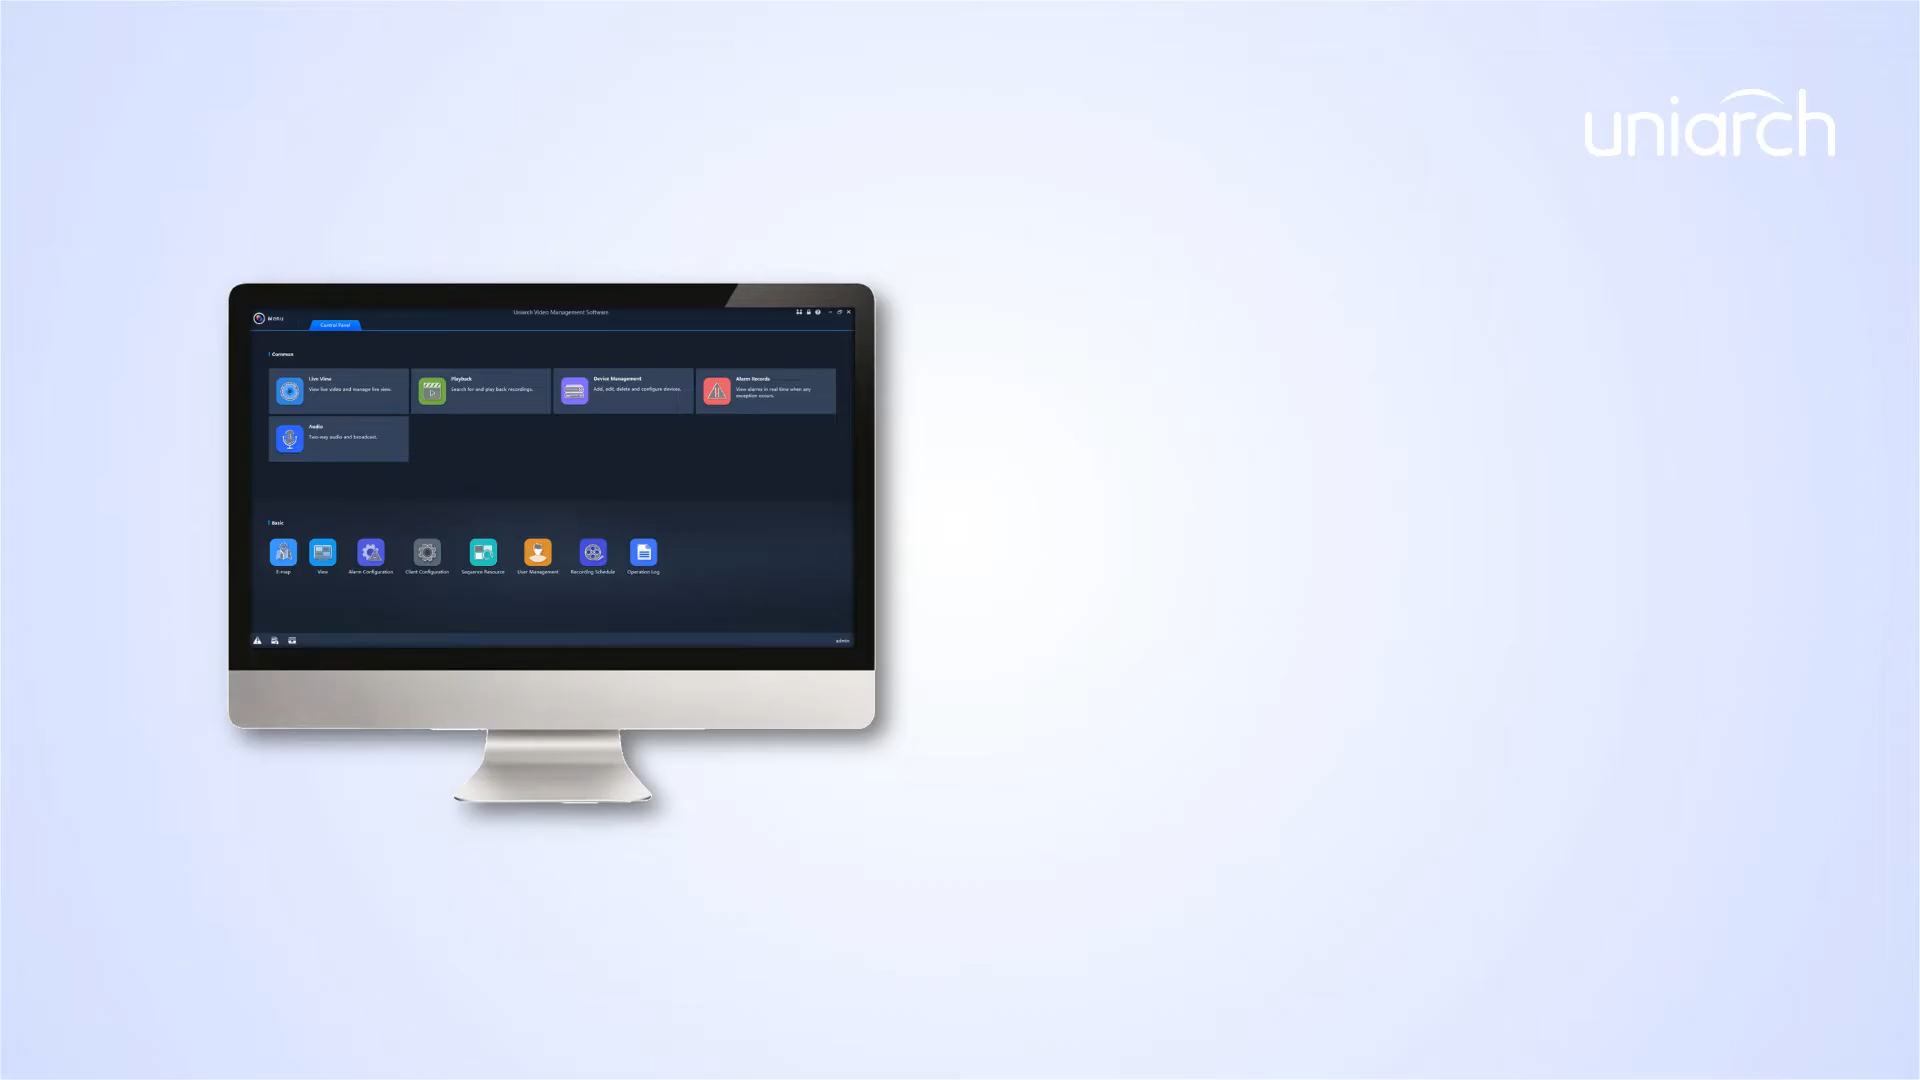 uniarch
Menu
Uniarch Video Management Software
Control Panel
Common
Live View
View live video and manage live view.
Playback
Search for and play back recordings.
Device Management
Add, edit, delete and configure devices.
Alarm Records
View alarms in real time when any
exception occurs.
Audio
Two-way audio and broadcast.
Basic
E-map
View
Alarm Configuration
Client Configuration
Sequence Resource
User Management
Recording Schedule
Operation Log
admin